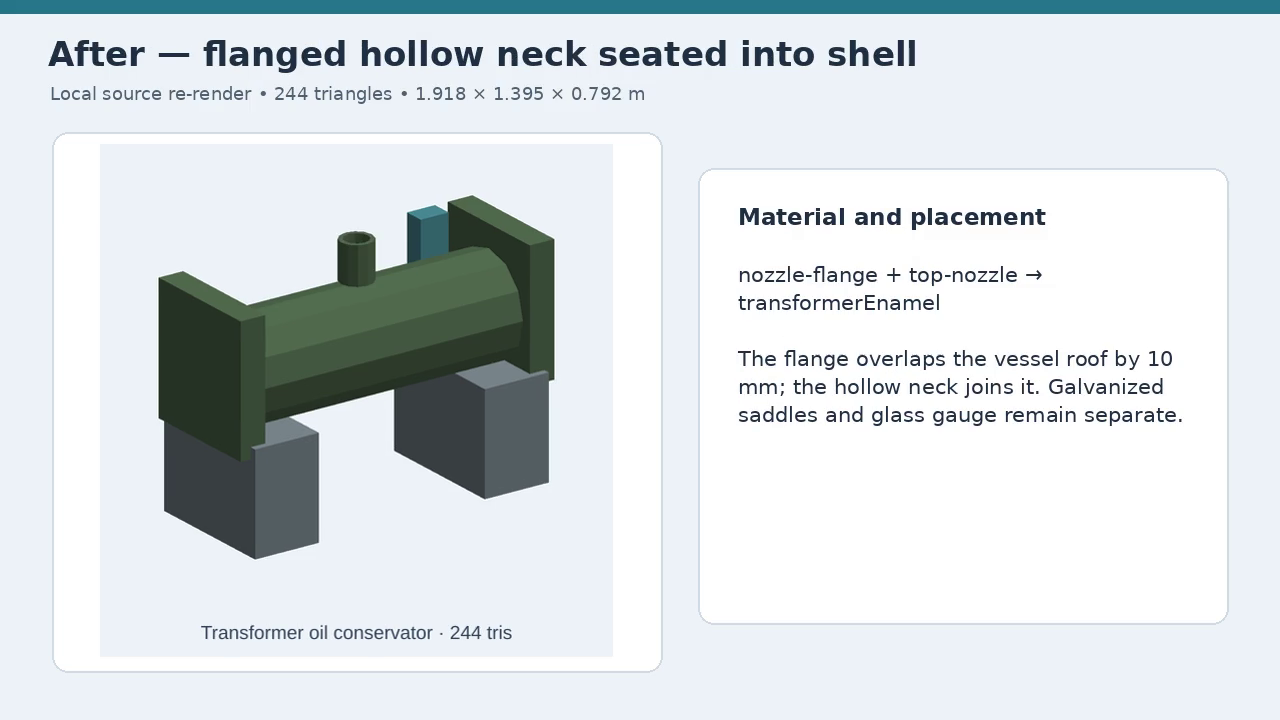 After — flanged hollow neck seated into shell
Local source re-render • 244 triangles • 1.918 × 1.395 × 0.792 m
Transformer oil conservator · 244 tris
Material and placement
nozzle-flange + top-nozzle →
transformerEnamel
The flange overlaps the vessel roof by 10
mm; the hollow neck joins it. Galvanized
saddles and glass gauge remain separate.